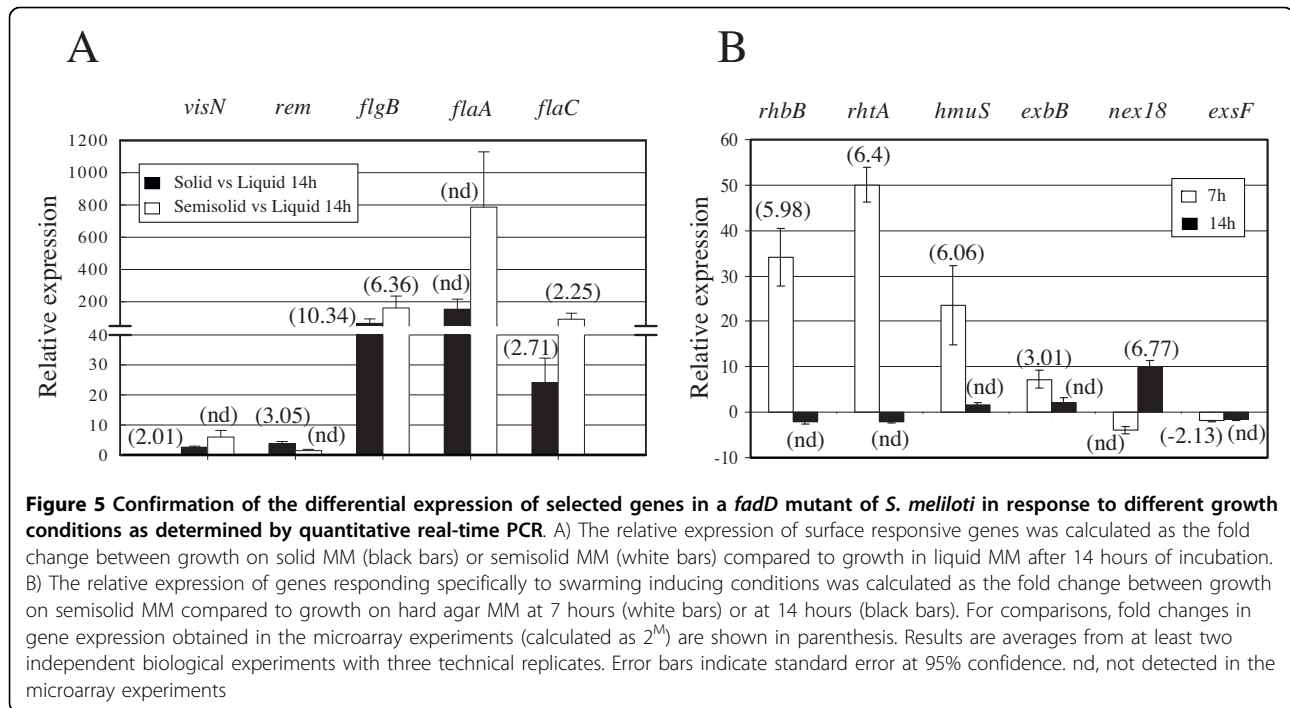 A
B
visN rem flgB flaA flaC
rhbB rhtA hmuS exbB nex18 exsF
1200
1000
800
600
400
200
40
30
20
10
0
Relative expression
Solid vs Liquid 14h
Semisolid vs Liquid 14h
(2.01)
(nd)
(3.05)
(nd)
(10.34)
(6.36)
(nd)
(nd)
(2.71)
(2.25)
60
50
40
30
20
10
0
-10
Relative expression
7h
14h
(5.98)
(nd)
(6.4)
(nd)
(6.06)
(nd)
(3.01)
(nd)
(nd)
(6.77)
(-2.13)
(nd)
Figure 5 Confirmation of the differential expression of selected genes in a fadD mutant of S. meliloti in response to different growth
conditions as determined by quantitative real-time PCR. A) The relative expression of surface responsive genes was calculated as the fold
change between growth on solid MM (black bars) or semisolid MM (white bars) compared to growth in liquid MM after 14 hours of incubation.
B) The relative expression of genes responding specifically to swarming inducing conditions was calculated as the fold change between growth
on semisolid MM compared to growth on hard agar MM at 7 hours (white bars) or at 14 hours (black bars). For comparisons, fold changes in
gene expression obtained in the microarray experiments (calculated as 2^M) are shown in parenthesis. Results are averages from at least two
independent biological experiments with three technical replicates. Error bars indicate standard error at 95% confidence. nd, not detected in the
microarray experiments